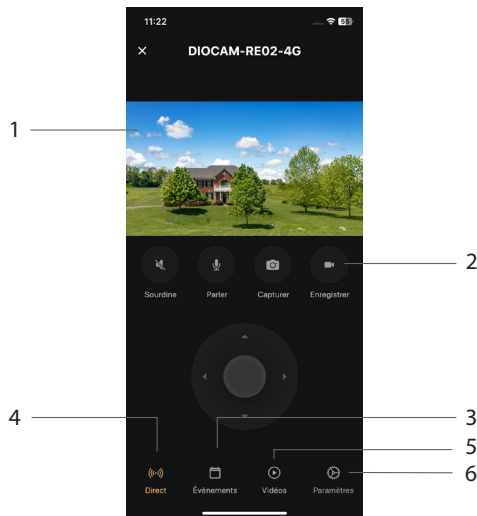 11:22
5
DIOCAM-RE02-4G
1
2
Sourdine Parler Capturer Enregistrer
4
3
5
6
Direct Événements Vidéos Paramètres